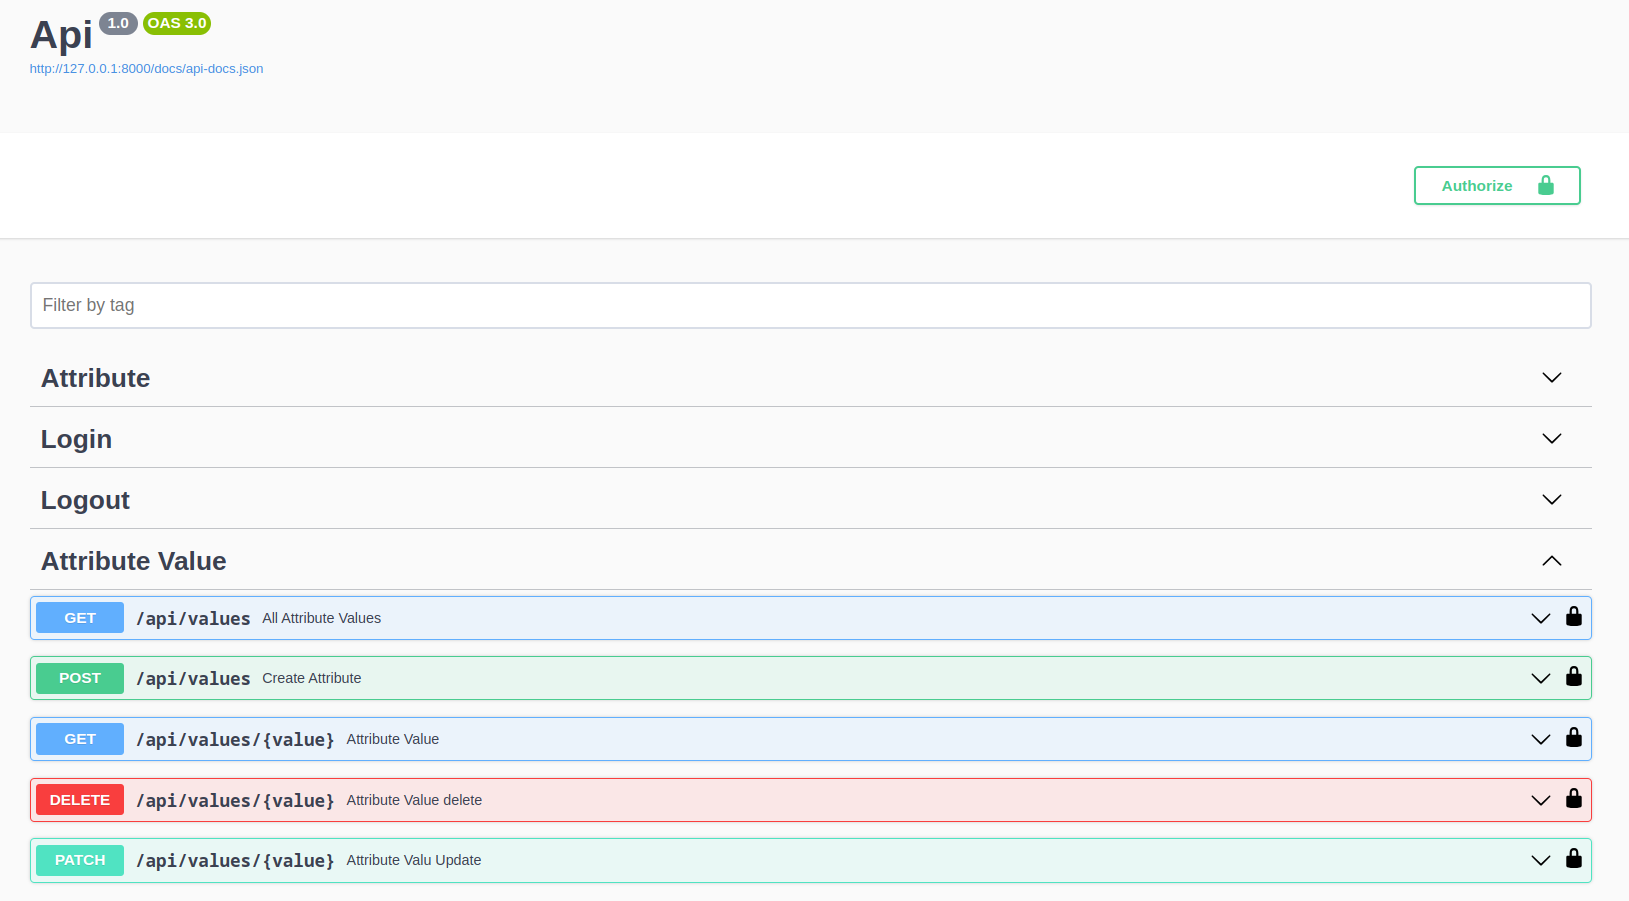 Api 1.0 OAS 3.0
http://127.0.0.1:8000/docs/api-docs.json
Authorize
Filter by tag
Attribute
Login
Logout
Attribute Value
GET /api/values All Attribute Values
POST /api/values Create Attribute
GET /api/values/{value} Attribute Value
DELETE /api/values/{value} Attribute Value delete
PATCH /api/values/{value} Attribute Valu Update